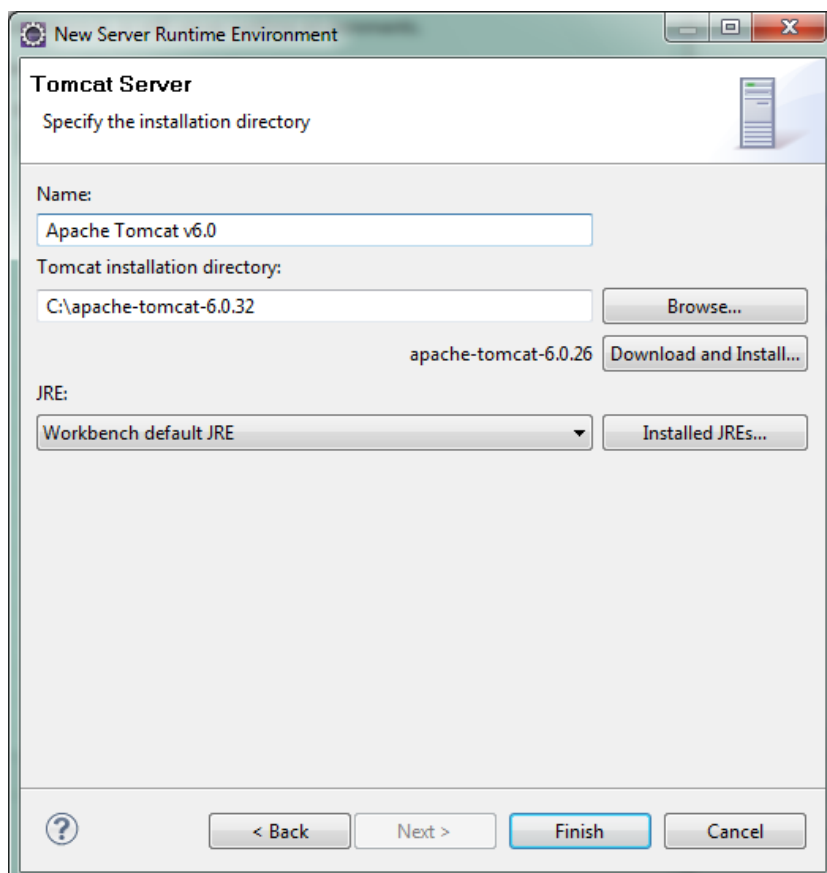 New Server Runtime Environment
Tomcat Server
Specify the installation directory
Name:
Apache Tomcat v6.0
Tomcat installation directory:
C:\apache-tomcat-6.0.32
Browse...
apache-tomcat-6.0.26 Download and Install...
JRE:
Workbench default JRE
Installed JREs...
? < Back Next > Finish Cancel